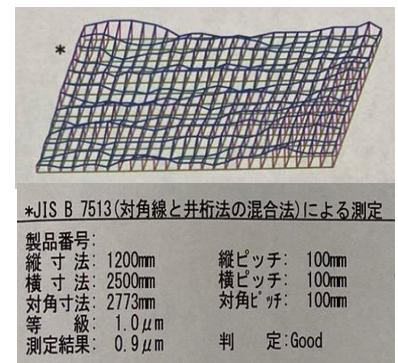 *
*JIS B 7513(対角線と井桁法の混合法)による測定
製品番号:
縦 寸 法: 1200mm 縦ピッチ: 100mm
横 寸 法: 2500mm 横ピッチ: 100mm
対角寸法: 2773mm 対角ﾋﾟｯﾁ: 100mm
等　　級: 1.0μm
測定結果: 0.9μm 判　　定:Good